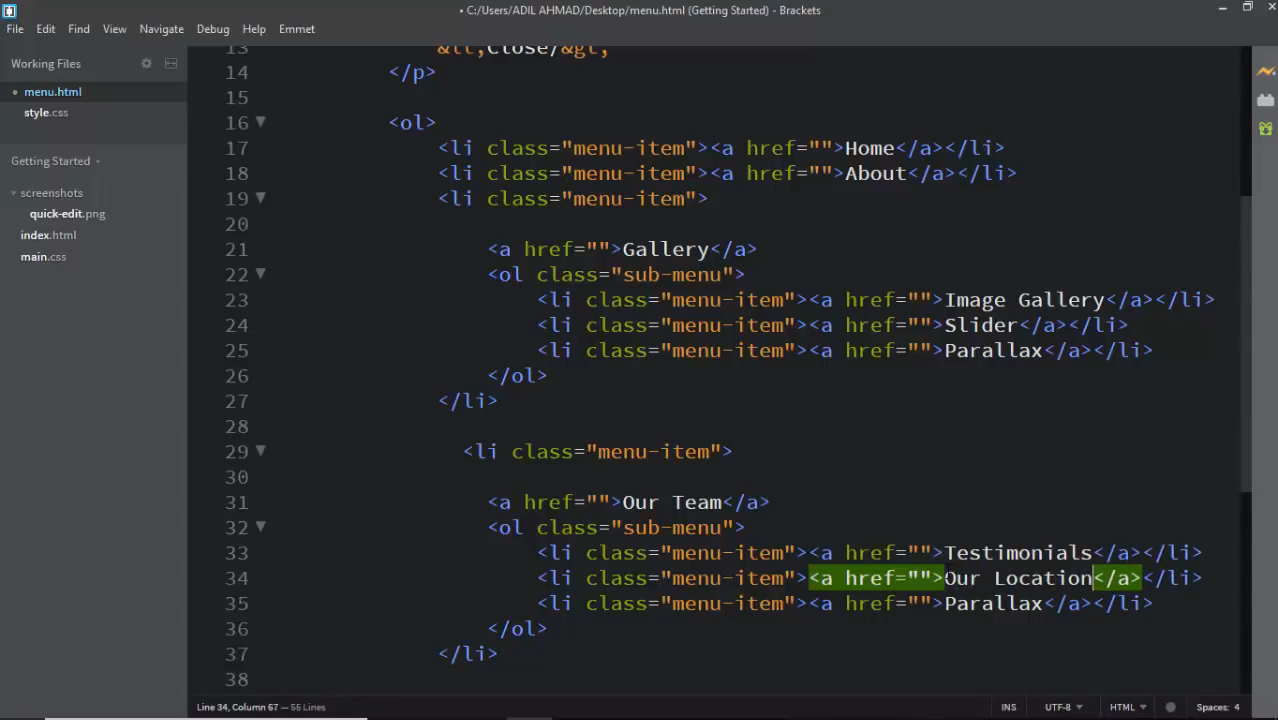 • C:/Users/ADIL AHMAD/Desktop/menu.html (Getting Started) - Brackets
File Edit Find View Navigate Debug Help Emmet
Working Files
• menu.html
style.css
Getting Started
screenshots
quick-edit.png
index.html
main.css
13 &lt;Close/&gt;
14 </p>
15
16 <ol>
17 <li class="menu-item"><a href="">Home</a></li>
18 <li class="menu-item"><a href="">About</a></li>
19 <li class="menu-item">
20
21 <a href="">Gallery</a>
22 <ol class="sub-menu">
23 <li class="menu-item"><a href="">Image Gallery</a></li>
24 <li class="menu-item"><a href="">Slider</a></li>
25 <li class="menu-item"><a href="">Parallax</a></li>
26 </ol>
27 </li>
28
29 <li class="menu-item">
30
31 <a href="">Our Team</a>
32 <ol class="sub-menu">
33 <li class="menu-item"><a href="">Testimonials</a></li>
34 <li class="menu-item"><a href="">Our Location</a></li>
35 <li class="menu-item"><a href="">Parallax</a></li>
36 </ol>
37 </li>
38
Line 34, Column 67 — 55 Lines INS UTF-8 HTML Spaces: 4